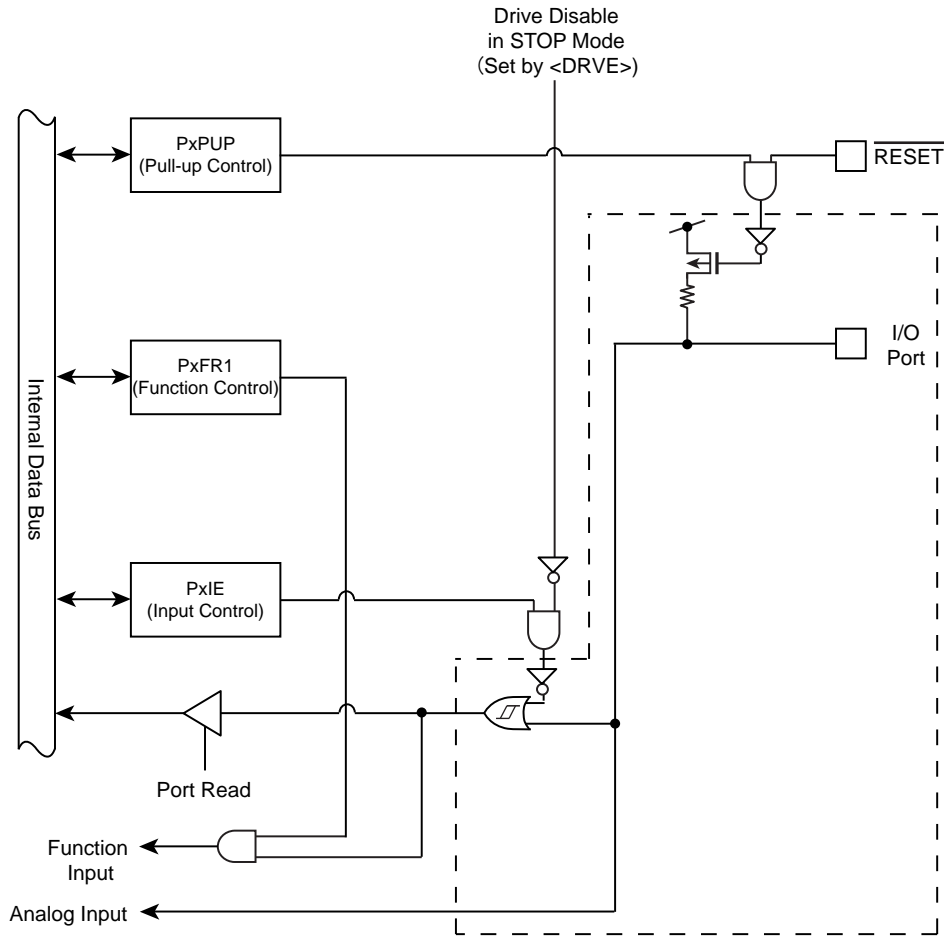 Drive Disable
in STOP Mode
（Set by <DRVE>)
PxPUP
(Pull-up Control)
RESET
I/O
Port
PxFR1
(Function Control)
Internal Data Bus
PxIE
(Input Control)
Port Read
Function
Input
Analog Input